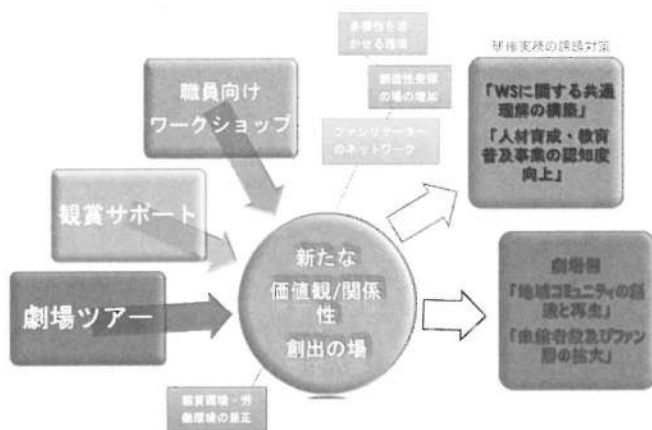 多様性を活
かせる環境
創造性発揮
の場の増加
ファシリテーター
のネットワーク
職員向け
ワークショップ
観賞サポート
劇場ツアー
新たな
価値観/関係
性
創出の場
観賞環境・労
働環境の是正
「WSに関する共通
理解の構築」
「人材育成・教育
普及事業の認知度
向上」
劇場側
「地域コミュニティの創
造と再生」
「来館者数及びファン
層の拡大」